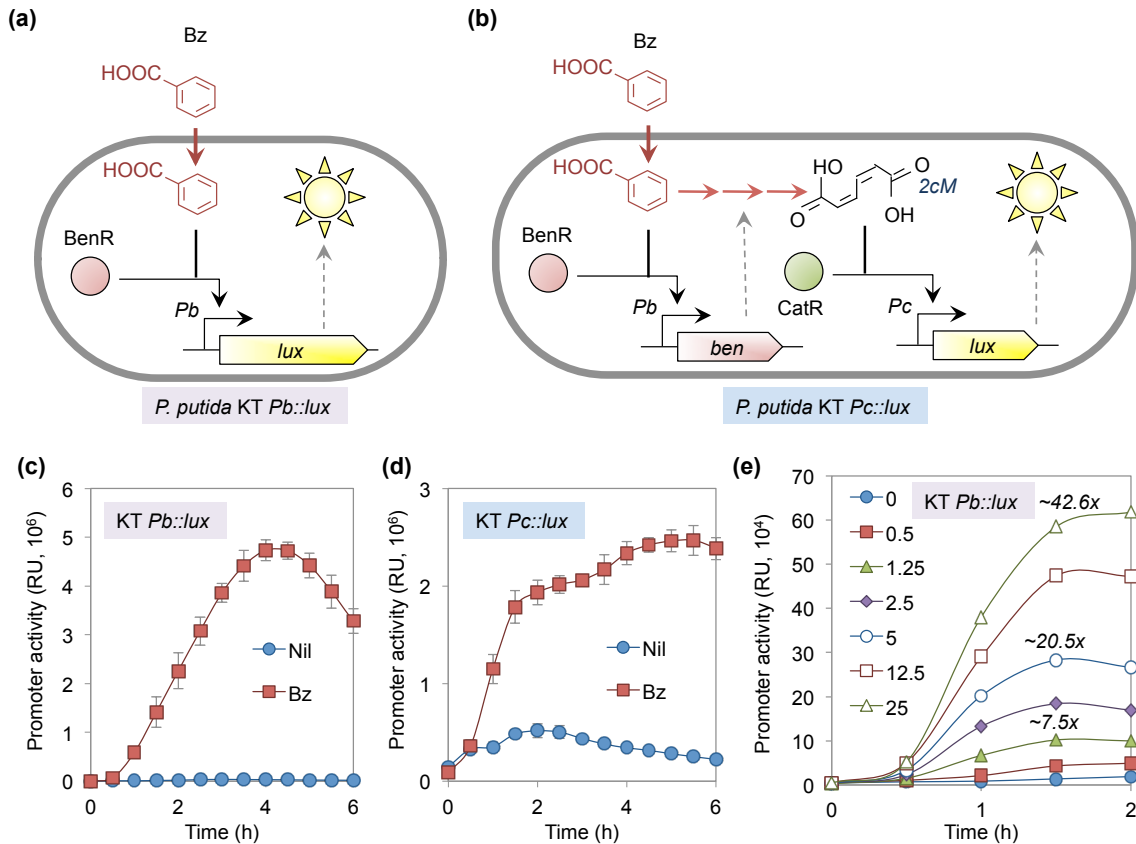 (a)
Bz
HOOC
HOOC
BenR
Pb
lux
P. putida KT Pb::lux
(b)
Bz
HOOC
HOOC
HO
O
2cM
O
OH
BenR
CatR
Pb
ben
Pc
lux
P. putida KT Pc::lux
(c)
KT Pb::lux
Promoter activity (RU, 10⁶)
6
5
4
3
2
1
0
Nil
Bz
0 2 4 6
Time (h)
(d)
KT Pc::lux
Promoter activity (RU, 10⁶)
3
2
1
0
Nil
Bz
0 2 4 6
Time (h)
(e)
KT Pb::lux
Promoter activity (RU, 10⁴)
70
60
50
40
30
20
10
0
0
0.5
1.25
2.5
5
12.5
25
~42.6x
~20.5x
~7.5x
0 1 2
Time (h)